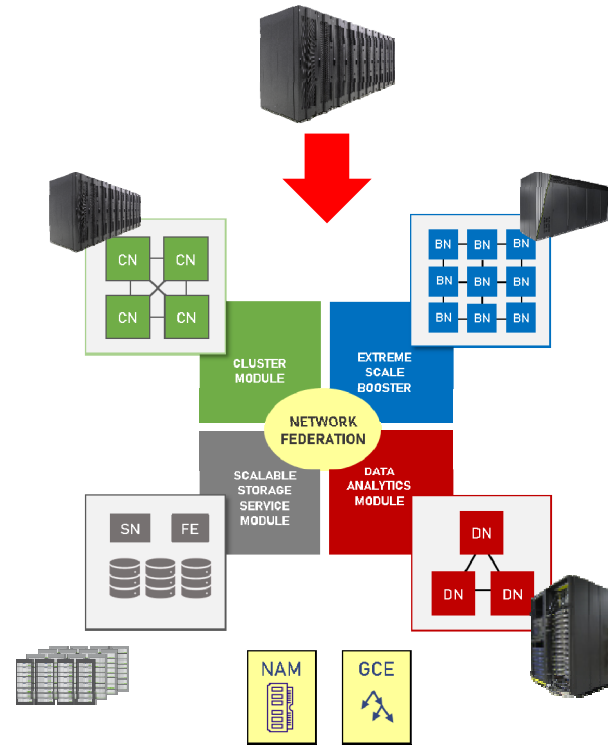 CN
CN
CN
CN
BN
BN
BN
BN
BN
BN
BN
BN
BN
CLUSTER
MODULE
EXTREME
SCALE
BOOSTER
NETWORK
FEDERATION
SCALABLE
STORAGE
SERVICE
MODULE
DATA
ANALYTICS
MODULE
SN
FE
DN
DN
DN
NAM
GCE